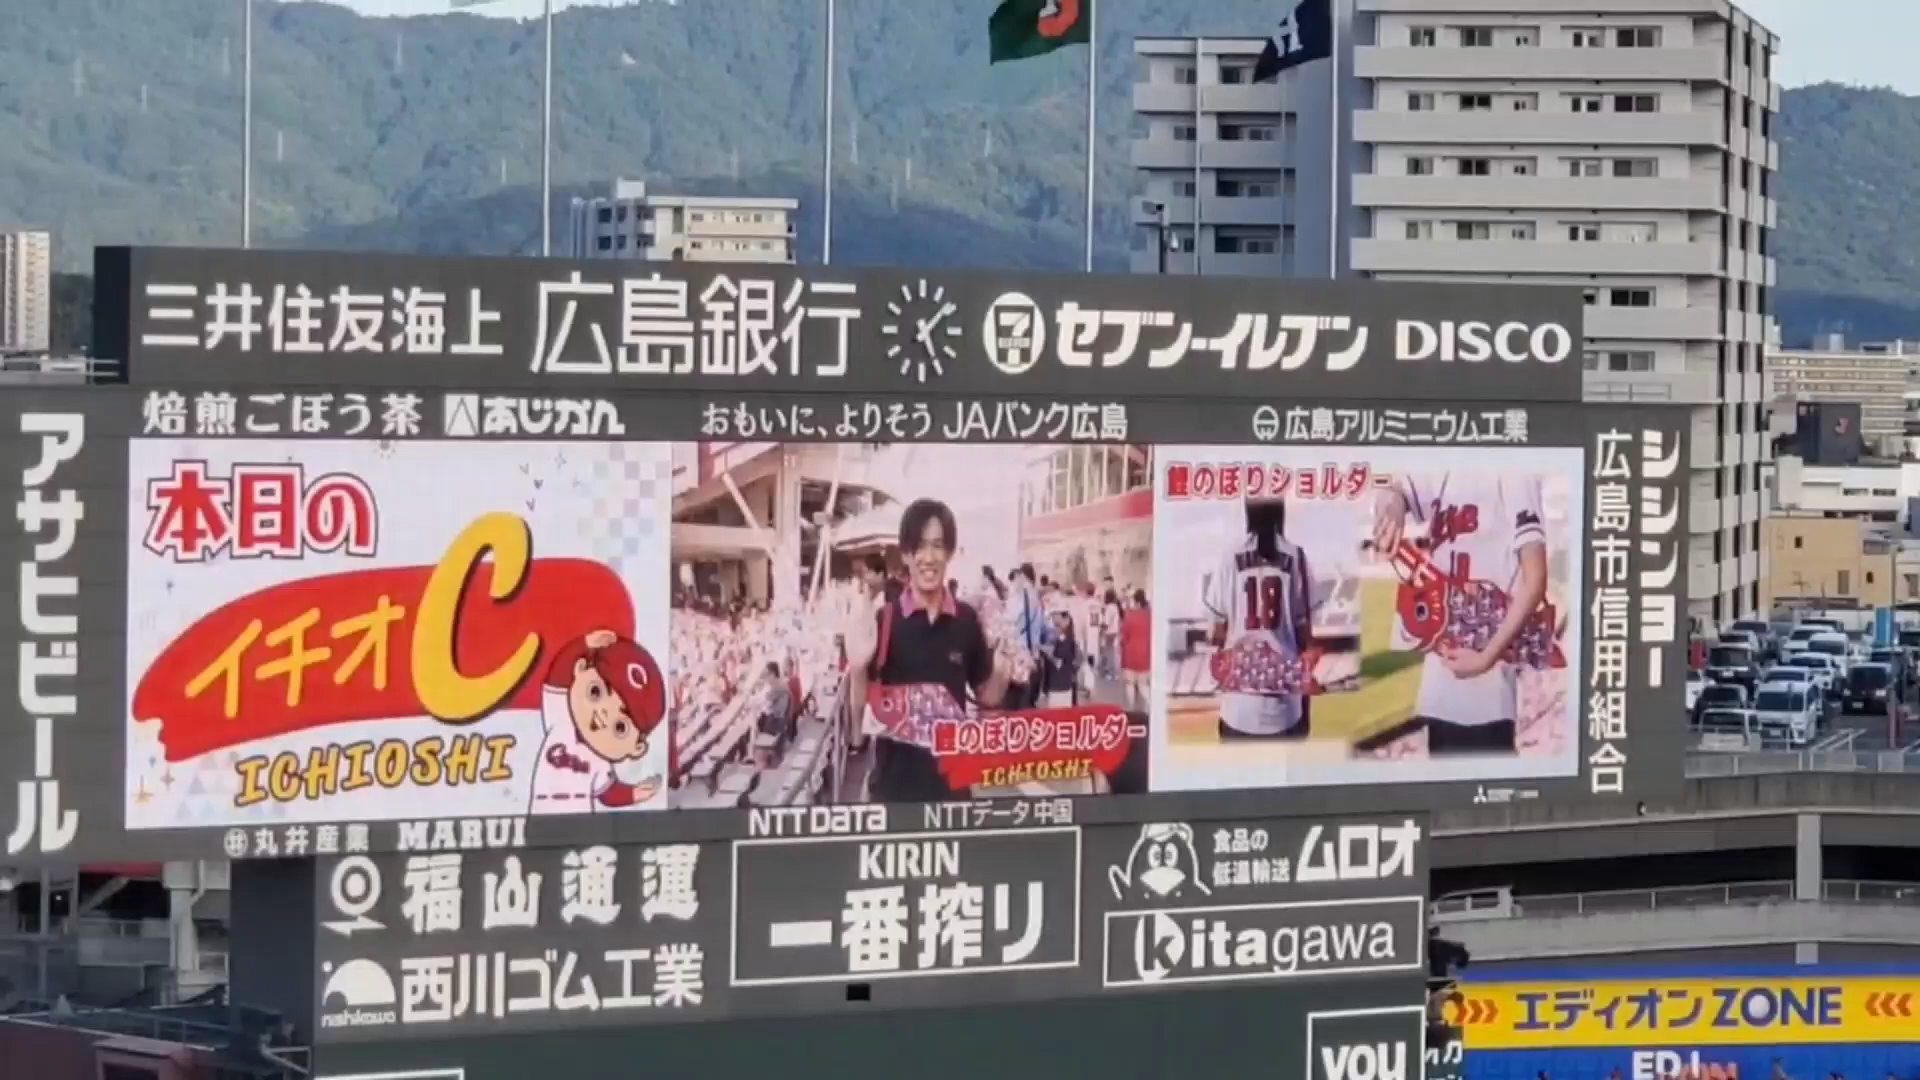 三井住友海上 広島銀行 7 ELEVEN セブン-イレブン DISCO
焙煎ごぼう茶 あじかん おもいに、よりそう JAバンク広島 広島アルミニウム工業
アサヒビール
本日の
イチオC
ICHIOSHI
鯉のぼりショルダー
ICHIOSHI
鯉のぼりショルダー
18
シシンヨー
広島市信用組合
丸井産業 MARUI
NTT DATA NTTデータ中国
福山通運
KIRIN
一番搾り
食品の
低温輸送 ムロオ
nishikawa 西川ゴム工業
kitagawa
エディオンZONE
you